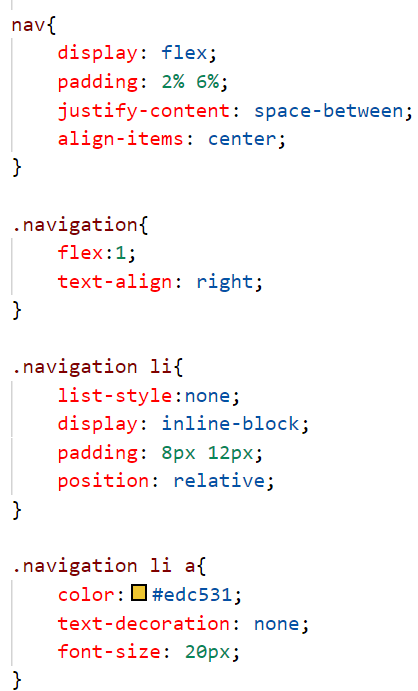 nav{
    display: flex;
    padding: 2% 6%;
    justify-content: space-between;
    align-items: center;
}
.navigation{
    flex:1;
    text-align: right;
}
.navigation li{
    list-style:none;
    display: inline-block;
    padding: 8px 12px;
    position: relative;
}
.navigation li a{
    color: #edc531;
    text-decoration: none;
    font-size: 20px;
}